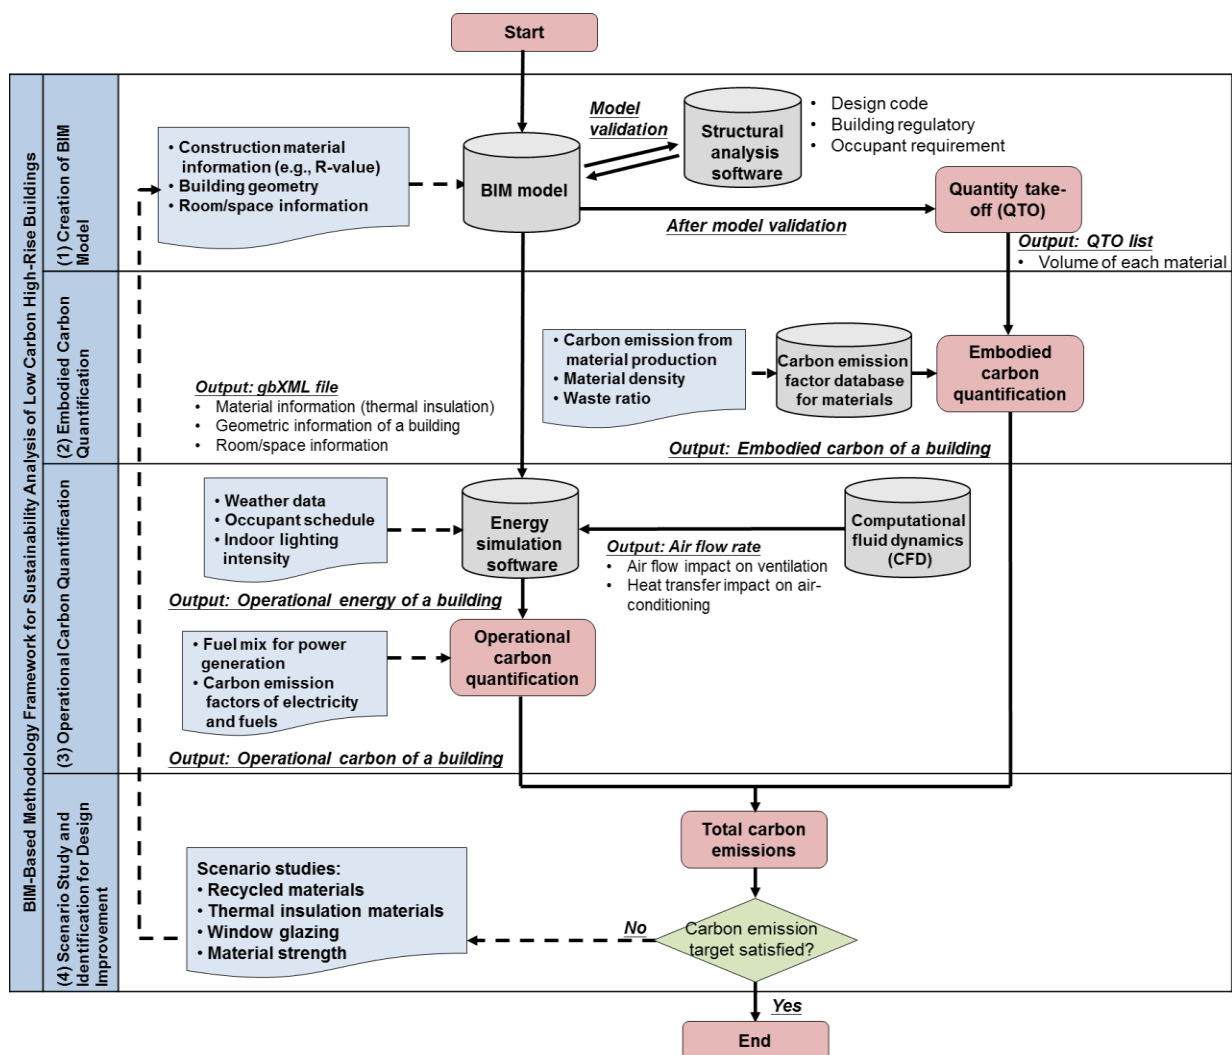 Start
BIM-Based Methodology Framework for Sustainability Analysis of Low Carbon High-Rise Buildings
(1) Creation of BIM
Model
• Construction material
information (e.g., R-value)
• Building geometry
• Room/space information
BIM model
Model
validation
Structural
analysis
software
• Design code
• Building regulatory
• Occupant requirement
After model validation
Quantity take-
off (QTO)
Output: QTO list
• Volume of each material
(2) Embodied Carbon
Quantification
Output: gbXML file
• Material information (thermal insulation)
• Geometric information of a building
• Room/space information
• Carbon emission from
material production
• Material density
• Waste ratio
Carbon emission
factor database
for materials
Embodied
carbon
quantification
Output: Embodied carbon of a building
(3) Operational Carbon Quantification
• Weather data
• Occupant schedule
• Indoor lighting
intensity
Energy
simulation
software
Output: Air flow rate
• Air flow impact on ventilation
• Heat transfer impact on air-
conditioning
Computational
fluid dynamics
(CFD)
Output: Operational energy of a building
• Fuel mix for power
generation
• Carbon emission
factors of electricity
and fuels
Operational
carbon
quantification
Output: Operational carbon of a building
(4) Scenario Study and
Identification for Design
Improvement
Total carbon
emissions
Scenario studies:
• Recycled materials
• Thermal insulation materials
• Window glazing
• Material strength
No
Carbon emission
target satisfied?
Yes
End